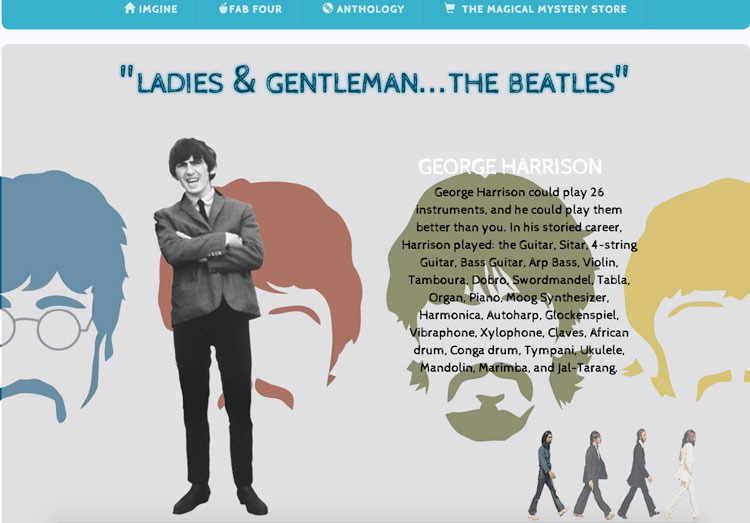 IMGINE FAB FOUR ANTHOLOGY THE MAGICAL MYSTERY STORE
"LADIES & GENTLEMAN...THE BEATLES"
GEORGE HARRISON
George Harrison could play 26
instruments, and he could play them
better than you. In his storied career,
Harrison played: the Guitar, Sitar, 4-string
Guitar, Bass Guitar, Arp Bass, Violin,
Tamboura, Dobro, Swordmandel, Tabla,
Organ, Piano, Moog Synthesizer,
Harmonica, Autoharp, Glockenspiel,
Vibraphone, Xylophone, Claves, African
drum, Conga drum, Tympani, Ukulele,
Mandolin, Marimba, and Jal-Tarang.